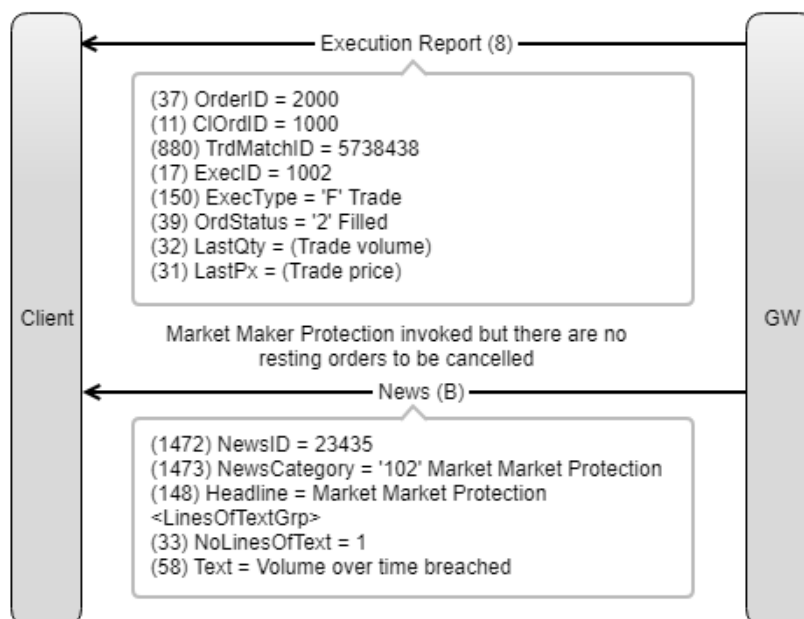 Execution Report (8)
(37) OrderID = 2000
(11) ClOrdID = 1000
(880) TrdMatchID = 5738438
(17) ExecID = 1002
(150) ExecType = 'F' Trade
(39) OrdStatus = '2' Filled
(32) LastQty = (Trade volume)
(31) LastPx = (Trade price)
Client
GW
Market Maker Protection invoked but there are no
resting orders to be cancelled
News (B)
(1472) NewsID = 23435
(1473) NewsCategory = '102' Market Market Protection
(148) Headline = Market Market Protection
<LinesOfTextGrp>
(33) NoLinesOfText = 1
(58) Text = Volume over time breached